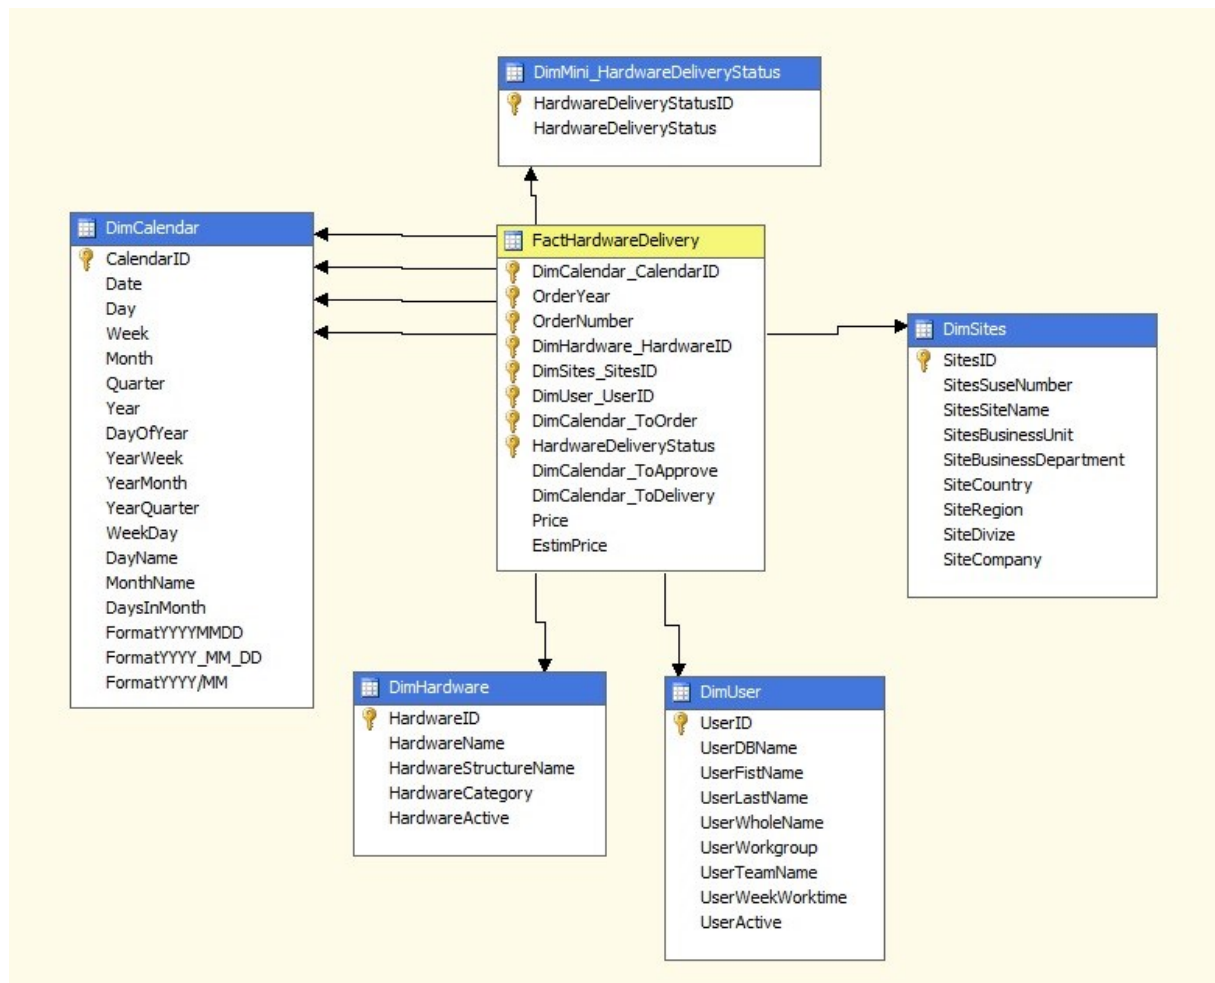 DimMini_HardwareDeliveryStatus
HardwareDeliveryStatusID
HardwareDeliveryStatus
DimCalendar
CalendarID
Date
Day
Week
Month
Quarter
Year
DayOfYear
YearWeek
YearMonth
YearQuarter
WeekDay
DayName
MonthName
DaysInMonth
FormatYYYYMMDD
FormatYYYY_MM_DD
FormatYYYY/MM
FactHardwareDelivery
DimCalendar_CalendarID
OrderYear
OrderNumber
DimHardware_HardwareID
DimSites_SitesID
DimUser_UserID
DimCalendar_ToOrder
HardwareDeliveryStatus
DimCalendar_ToApprove
DimCalendar_ToDelivery
Price
EstimPrice
DimSites
SitesID
SitesSuseNumber
SitesSiteName
SitesBusinessUnit
SiteBusinessDepartment
SiteCountry
SiteRegion
SiteDivize
SiteCompany
DimHardware
HardwareID
HardwareName
HardwareStructureName
HardwareCategory
HardwareActive
DimUser
UserID
UserDBName
UserFistName
UserLastName
UserWholeName
UserWorkgroup
UserTeamName
UserWeekWorktime
UserActive